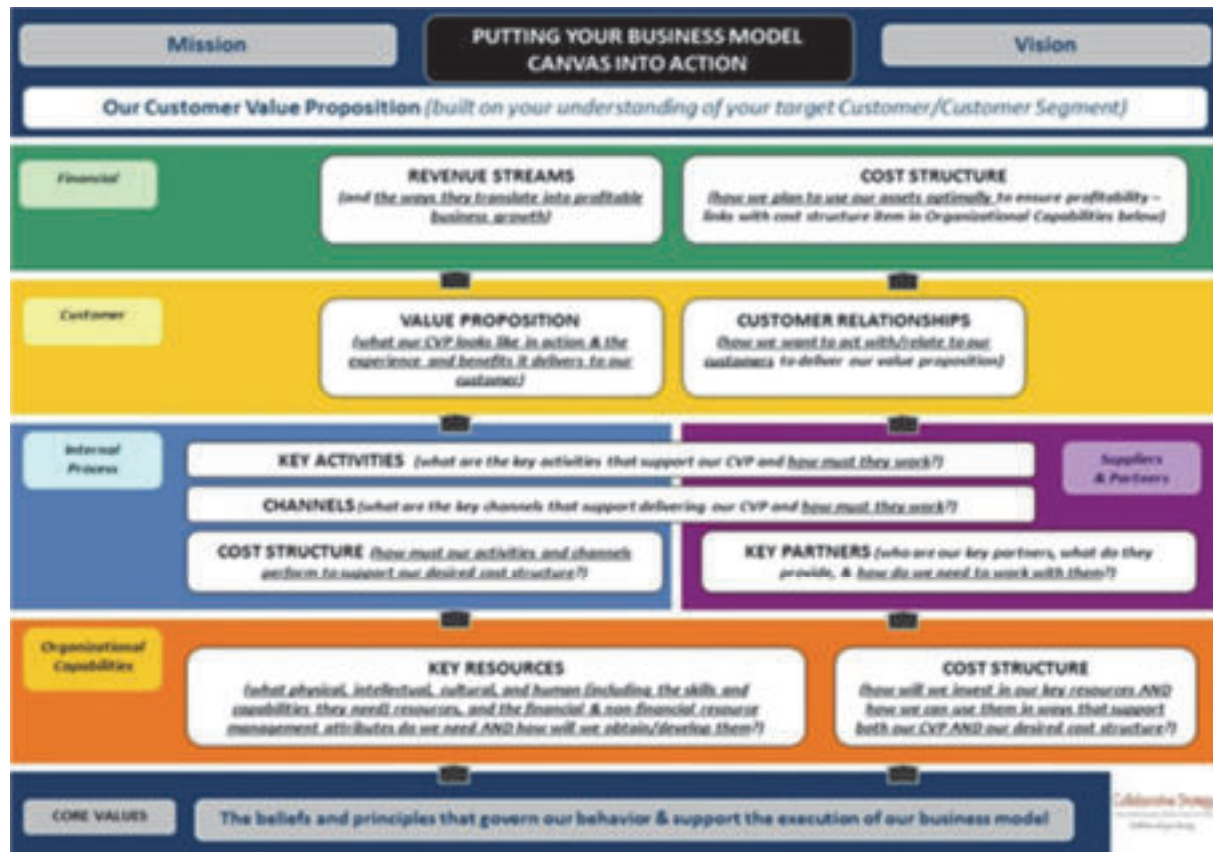 Mission
PUTTING YOUR BUSINESS MODEL
CANVAS INTO ACTION
Vision
Our Customer Value Proposition (built on your understanding of your target Customer/Customer Segment)
Financial
REVENUE STREAMS
(and the ways they translate into profitable
business growth)
COST STRUCTURE
(how we plan to use our assets optimally to ensure profitability –
links with cost structure item in Organizational Capabilities below)
Customer
VALUE PROPOSITION
(what our CVP looks like in action & the
experience and benefits it delivers to our
customer)
CUSTOMER RELATIONSHIPS
(how we want to act with/relate to our
customers to deliver our value proposition)
Internal
Process
KEY ACTIVITIES (what are the key activities that support our CVP and how must they work?)
Suppliers
& Partners
CHANNELS (what are the key channels that support delivering our CVP and how must they work?)
COST STRUCTURE (how must our activities and channels
perform to support our desired cost structure?)
KEY PARTNERS (who are our key partners, what do they
provide, & how do we need to work with them?)
Organizational
Capabilities
KEY RESOURCES
(what physical, intellectual, cultural, and human (including the skills and
capabilities they need) resources, and the financial & non financial resource
management attributes do we need AND how will we obtain/develop them?)
COST STRUCTURE
(how will we invest in our key resources AND
how we can use them in ways that support
both our CVP AND our desired cost structure?)
CORE VALUES
The beliefs and principles that govern our behavior & support the execution of our business model
Collaborative